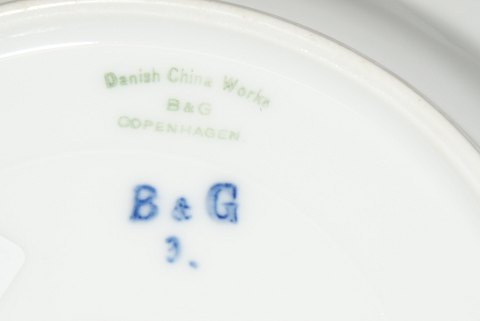 Danish China Works
B&G
COPENHAGEN.
B & G
3.